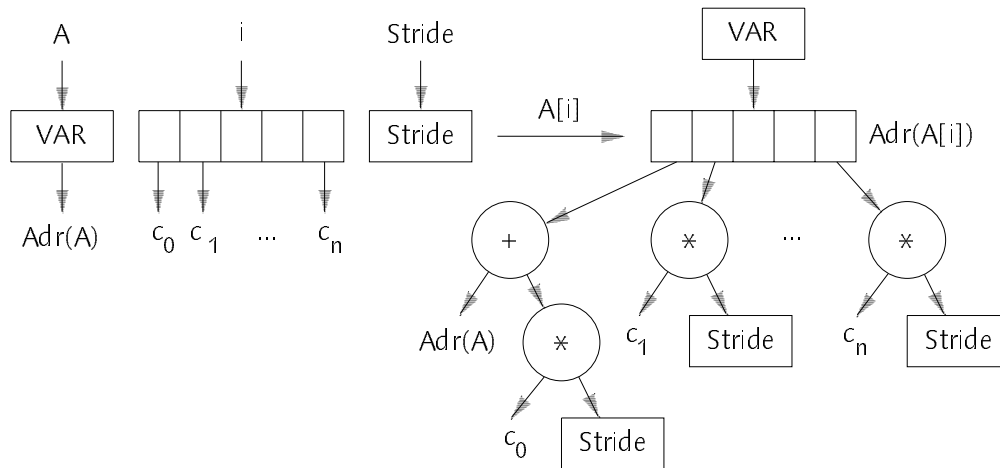 A i Stride VAR
VAR Stride A[i] Adr(A[i])
Adr(A) c0 c1 ... cn + * ... *
Adr(A) * c1 Stride cn Stride
c0 Stride